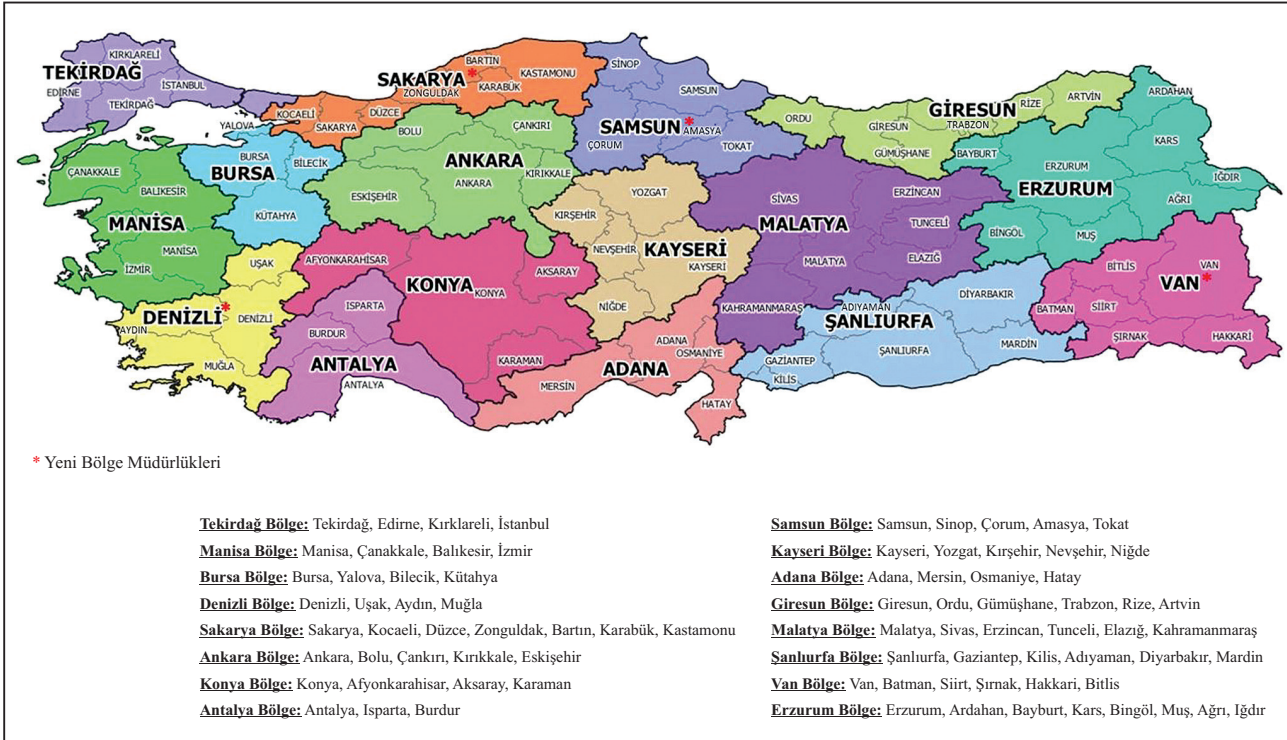 KIRKLARELİ
TEKİRDAĞ
EDİRNE
İSTANBUL
TEKİRDAĞ
BARTIN
SAKARYA *
ZONGULDAK
KARABÜK
KASTAMONU
KOCAELİ
SAKARYA
DÜZCE
SİNOP
SAMSUN
SAMSUN *
AMASYA
ÇORUM
TOKAT
ORDU
GİRESUN
GİRESUN
TRABZON
RİZE
ARTVİN
GÜMÜŞHANE
ARDAHAN
KARS
BAYBURT
ERZURUM
ERZURUM
IĞDIR
AĞRI
BİNGÖL
MUŞ
YALOVA
BURSA
BİLECİK
BURSA
KÜTAHYA
BOLU
ÇANKIRI
ANKARA
ANKARA
KIRIKKALE
ESKİŞEHİR
ÇANAKKALE
BALIKESİR
MANİSA
MANİSA
İZMİR
YOZGAT
KIRŞEHİR
NEVŞEHİR
KAYSERİ
KAYSERİ
NİĞDE
SİVAS
ERZİNCAN
MALATYA
TUNCELİ
MALATYA
ELAZIĞ
KAHRAMANMARAŞ
UŞAK
DENİZLİ *
DENİZLİ
AYDIN
MUĞLA
AFYONKARAHİSAR
KONYA
KONYA
AKSARAY
KARAMAN
ISPARTA
BURDUR
ANTALYA
ANTALYA
ADANA
OSMANİYE
ADANA
MERSİN
HATAY
ADIYAMAN
DİYARBAKIR
ŞANLIURFA
ŞANLIURFA
MARDİN
GAZİANTEP
KİLİS
BİTLİS
VAN
VAN *
BATMAN
SİİRT
ŞIRNAK
HAKKARİ
* Yeni Bölge Müdürlükleri
Tekirdağ Bölge: Tekirdağ, Edirne, Kırklareli, İstanbul
Manisa Bölge: Manisa, Çanakkale, Balıkesir, İzmir
Bursa Bölge: Bursa, Yalova, Bilecik, Kütahya
Denizli Bölge: Denizli, Uşak, Aydın, Muğla
Sakarya Bölge: Sakarya, Kocaeli, Düzce, Zonguldak, Bartın, Karabük, Kastamonu
Ankara Bölge: Ankara, Bolu, Çankırı, Kırıkkale, Eskişehir
Konya Bölge: Konya, Afyonkarahisar, Aksaray, Karaman
Antalya Bölge: Antalya, Isparta, Burdur
Samsun Bölge: Samsun, Sinop, Çorum, Amasya, Tokat
Kayseri Bölge: Kayseri, Yozgat, Kırşehir, Nevşehir, Niğde
Adana Bölge: Adana, Mersin, Osmaniye, Hatay
Giresun Bölge: Giresun, Ordu, Gümüşhane, Trabzon, Rize, Artvin
Malatya Bölge: Malatya, Sivas, Erzincan, Tunceli, Elazığ, Kahramanmaraş
Şanlıurfa Bölge: Şanlıurfa, Gaziantep, Kilis, Adıyaman, Diyarbakır, Mardin
Van Bölge: Van, Batman, Siirt, Şırnak, Hakkari, Bitlis
Erzurum Bölge: Erzurum, Ardahan, Bayburt, Kars, Bingöl, Muş, Ağrı, Iğdır